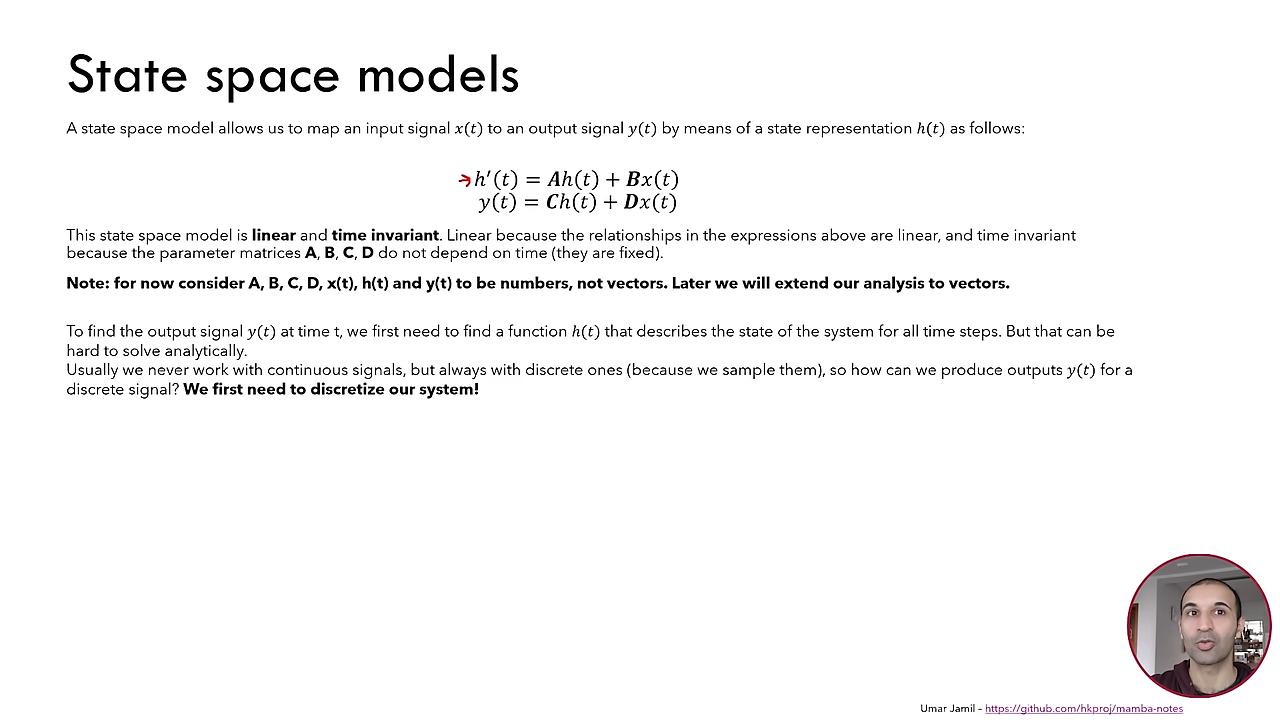 State space models
A state space model allows us to map an input signal x(t) to an output signal y(t) by means of a state representation h(t) as follows:
h′(t) = Ah(t) + Bx(t)
y(t) = Ch(t) + Dx(t)
This state space model is linear and time invariant. Linear because the relationships in the expressions above are linear, and time invariant
because the parameter matrices A, B, C, D do not depend on time (they are fixed).
Note: for now consider A, B, C, D, x(t), h(t) and y(t) to be numbers, not vectors. Later we will extend our analysis to vectors.
To find the output signal y(t) at time t, we first need to find a function h(t) that describes the state of the system for all time steps. But that can be
hard to solve analytically.
Usually we never work with continuous signals, but always with discrete ones (because we sample them), so how can we produce outputs y(t) for a
discrete signal? We first need to discretize our system!
Umar Jamil – https://github.com/hkproj/mamba-notes